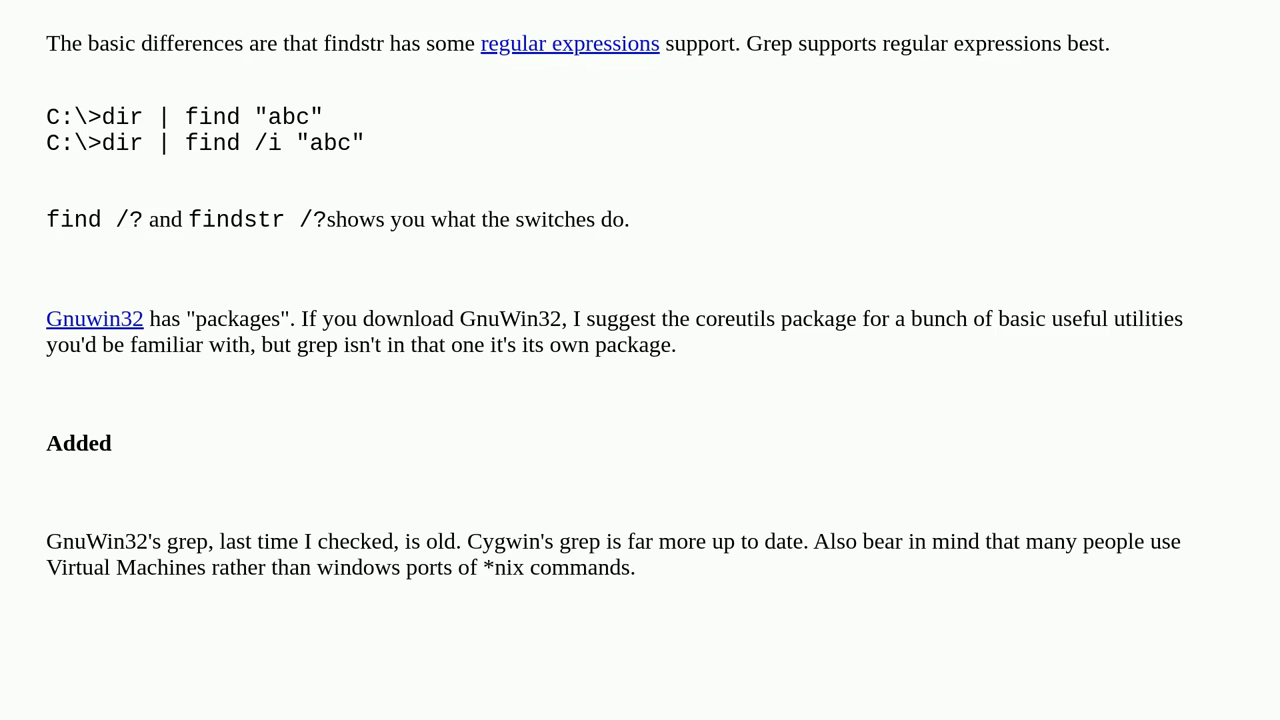 The basic differences are that findstr has some regular expressions support. Grep supports regular expressions best.
C:\>dir | find "abc"
C:\>dir | find /i "abc"
find /? and findstr /?shows you what the switches do.
Gnuwin32 has "packages". If you download GnuWin32, I suggest the coreutils package for a bunch of basic useful utilities
you'd be familiar with, but grep isn't in that one it's its own package.
Added
GnuWin32's grep, last time I checked, is old. Cygwin's grep is far more up to date. Also bear in mind that many people use
Virtual Machines rather than windows ports of *nix commands.